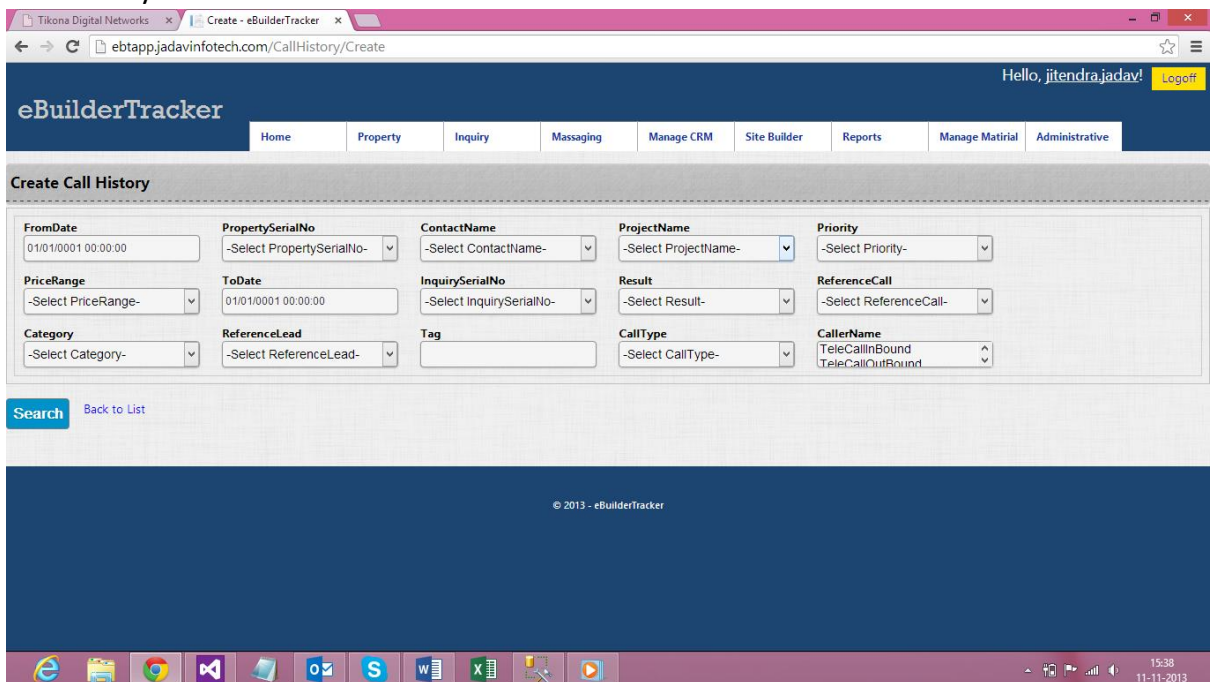 Tikona Digital Networks
Create - eBuilderTracker
ebtapp.jadavinfotech.com/CallHistory/Create
Hello, jitendra.jadav! Logoff
eBuilderTracker
Home Property Inquiry Massaging Manage CRM Site Builder Reports Manage Matirial Administrative
Create Call History
FromDate PropertySerialNo ContactName ProjectName Priority
01/01/0001 00:00:00 -Select PropertySerialNo- -Select ContactName- -Select ProjectName- -Select Priority-
PriceRange ToDate InquirySerialNo Result ReferenceCall
-Select PriceRange- 01/01/0001 00:00:00 -Select InquirySerialNo- -Select Result- -Select ReferenceCall-
Category ReferenceLead Tag CallType CallerName
-Select Category- -Select ReferenceLead- -Select CallType- TeleCallInBound
TeleCallOutBound
Search Back to List
© 2013 - eBuilderTracker
15:38
11-11-2013